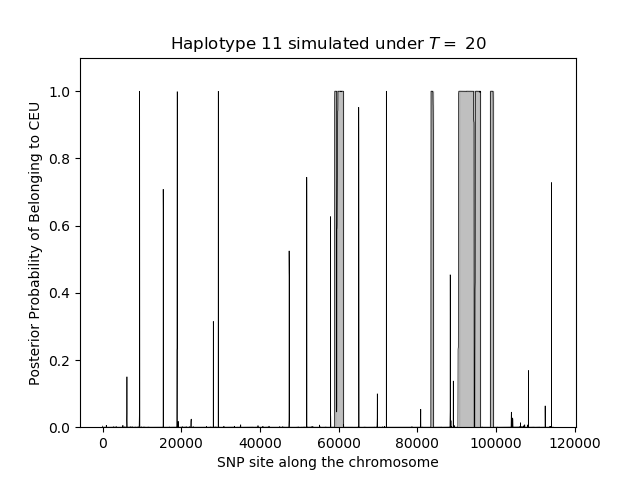 Haplotype 11 simulated under T = 20
Posterior Probability of Belonging to CEU
1.0
0.8
0.6
0.4
0.2
0.0
0 20000 40000 60000 80000 100000 120000
SNP site along the chromosome